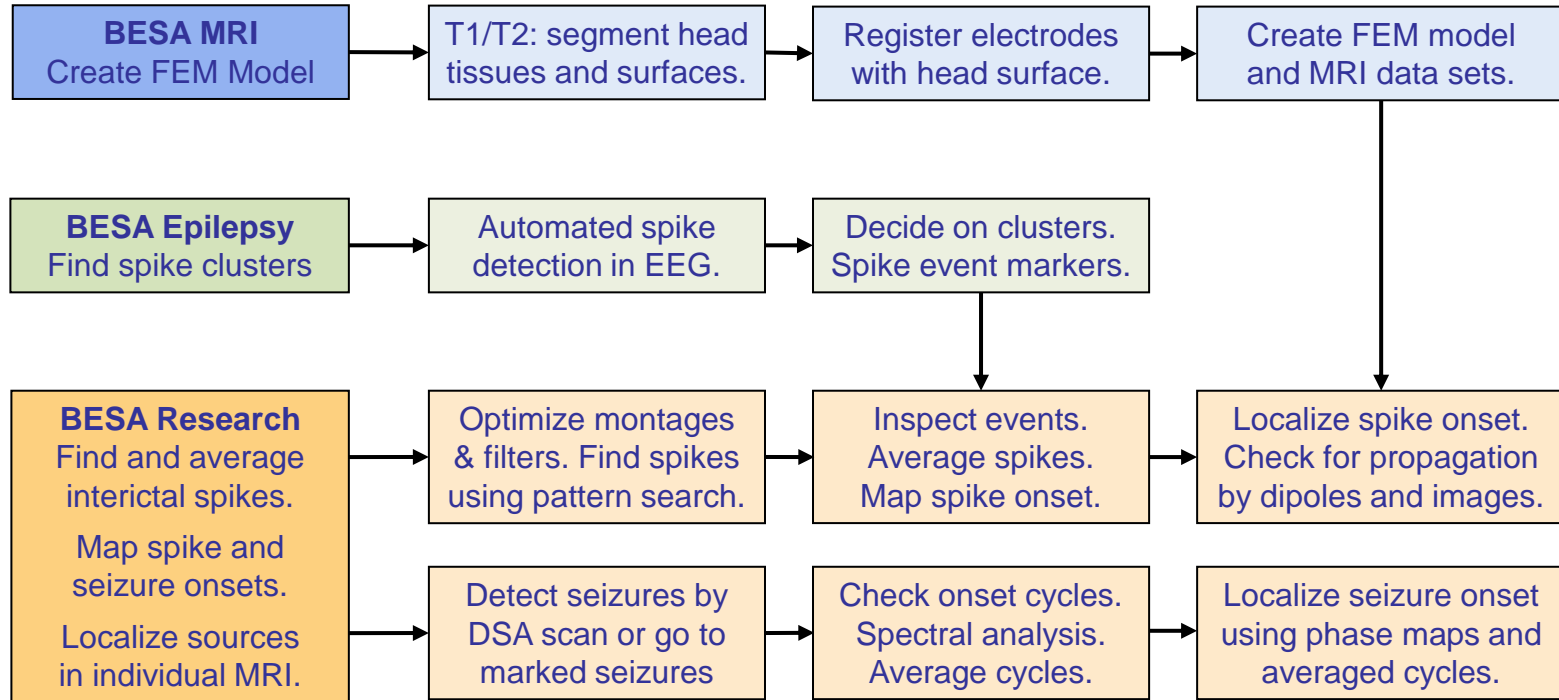 BESA MRI
Create FEM Model
T1/T2: segment head
tissues and surfaces.
Register electrodes
with head surface.
Create FEM model
and MRI data sets.
BESA Epilepsy
Find spike clusters
Automated spike
detection in EEG.
Decide on clusters.
Spike event markers.
BESA Research
Find and average
interictal spikes.
Map spike and
seizure onsets.
Localize sources
in individual MRI.
Optimize montages
& filters. Find spikes
using pattern search.
Inspect events.
Average spikes.
Map spike onset.
Localize spike onset.
Check for propagation
by dipoles and images.
Detect seizures by
DSA scan or go to
marked seizures
Check onset cycles.
Spectral analysis.
Average cycles.
Localize seizure onset
using phase maps and
averaged cycles.